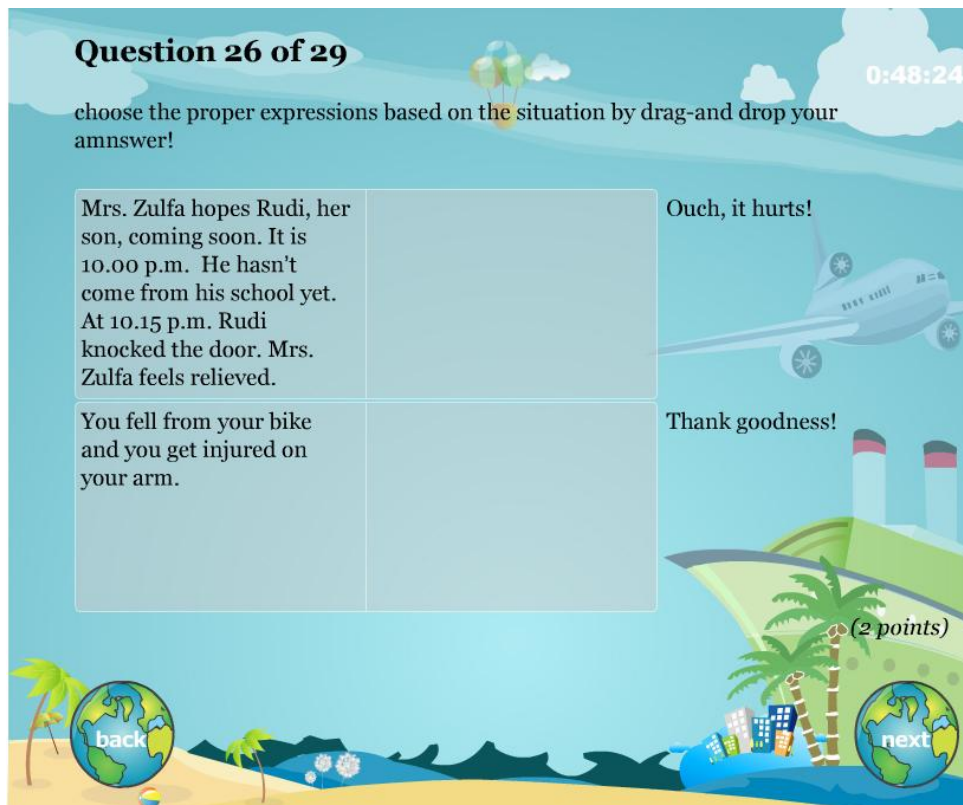 Question 26 of 29
0:48:24
choose the proper expressions based on the situation by drag-and drop your
amnswer!
Mrs. Zulfa hopes Rudi, her
son, coming soon. It is
10.00 p.m.  He hasn't
come from his school yet.
At 10.15 p.m. Rudi
knocked the door. Mrs.
Zulfa feels relieved.
Ouch, it hurts!
You fell from your bike
and you get injured on
your arm.
Thank goodness!
(2 points)
back
next